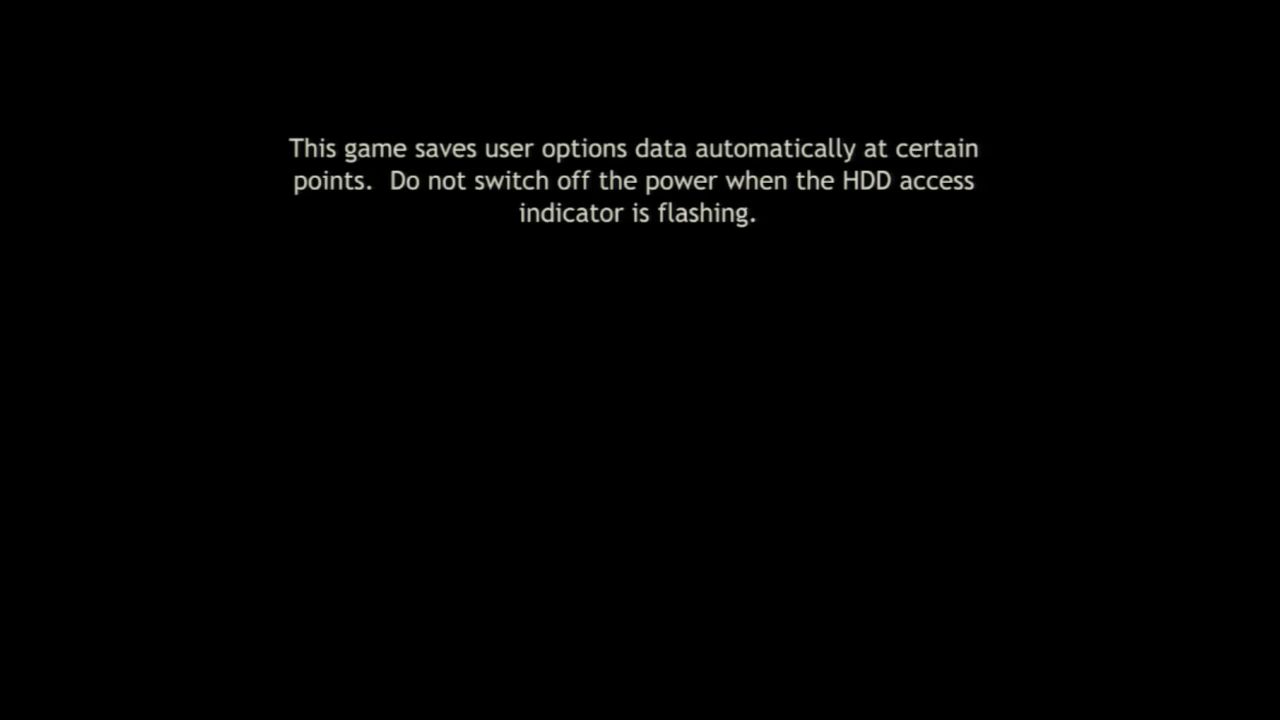 This game saves user options data automatically at certain
points.  Do not switch off the power when the HDD access
indicator is flashing.